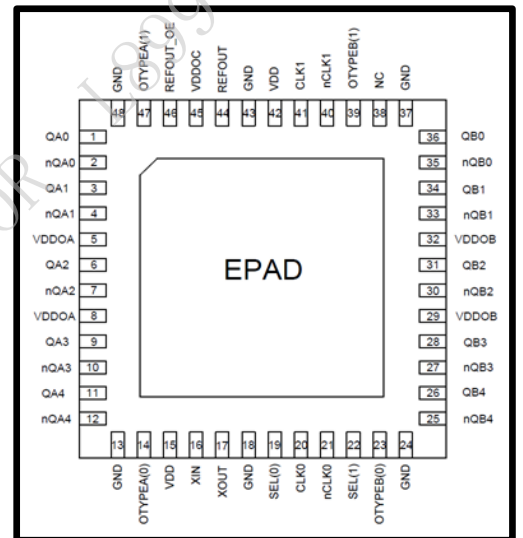 GND OTYPEA(1) REFOUT_OE VDDOC REFOUT GND VDD CLK1 nCLK1 OTYPEB(1) NC GND
48 47 46 45 44 43 42 41 40 39 38 37
QA0 1 36 QB0
nQA0 2 35 nQB0
QA1 3 34 QB1
nQA1 4 33 nQB1
VDDOA 5 32 VDDOB
QA2 6 31 QB2
nQA2 7 30 nQB2
VDDOA 8 29 VDDOB
QA3 9 28 QB3
nQA3 10 27 nQB3
QA4 11 26 QB4
nQA4 12 25 nQB4
EPAD
13 14 15 16 17 18 19 20 21 22 23 24
GND OTYPEA(0) VDD XIN XOUT GND SEL(0) CLK0 nCLK0 SEL(1) OTYPEB(0) GND